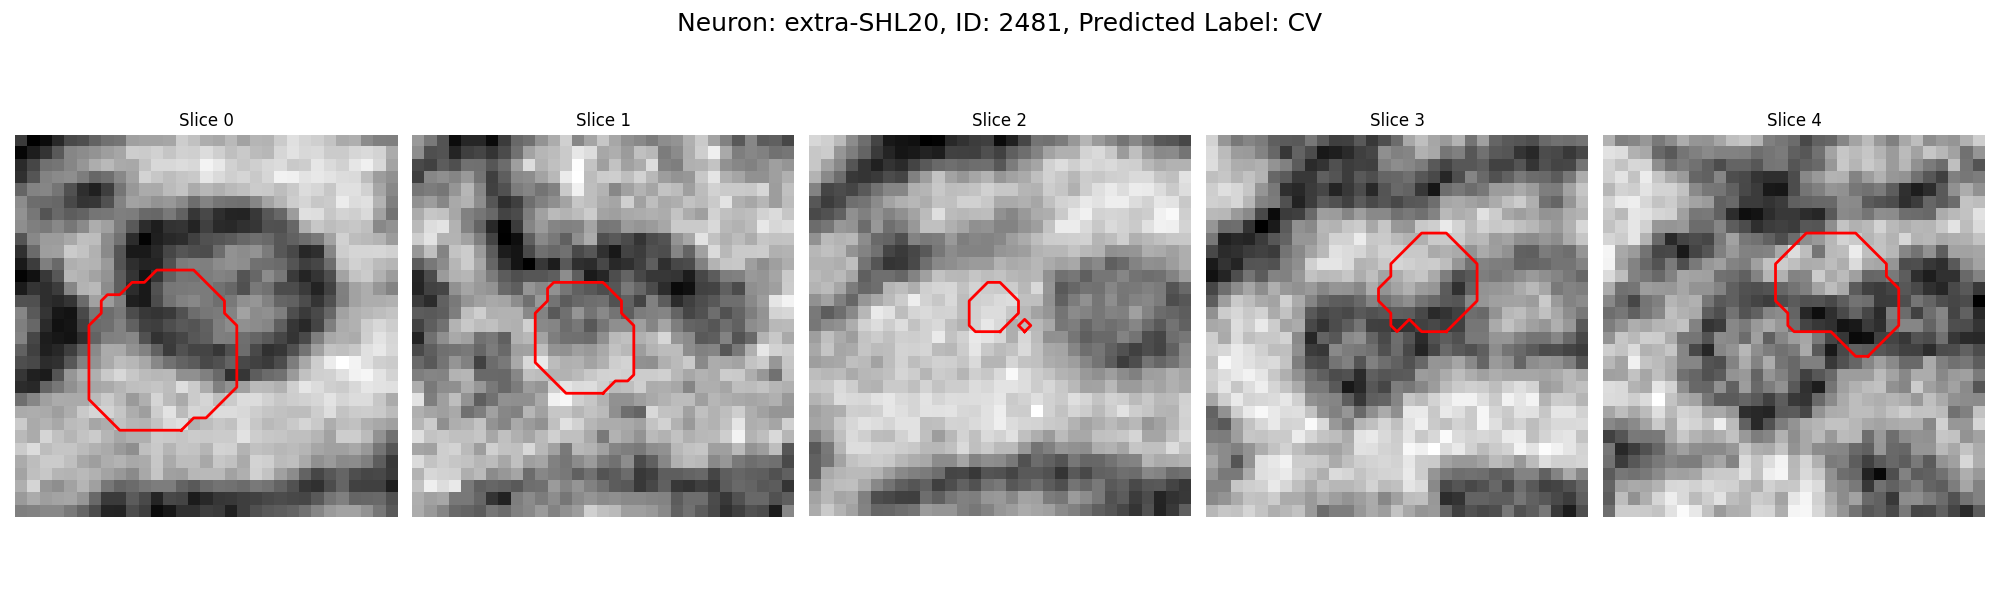 Neuron: extra-SHL20, ID: 2481, Predicted Label: CV
Slice 0
Slice 1
Slice 2
Slice 3
Slice 4